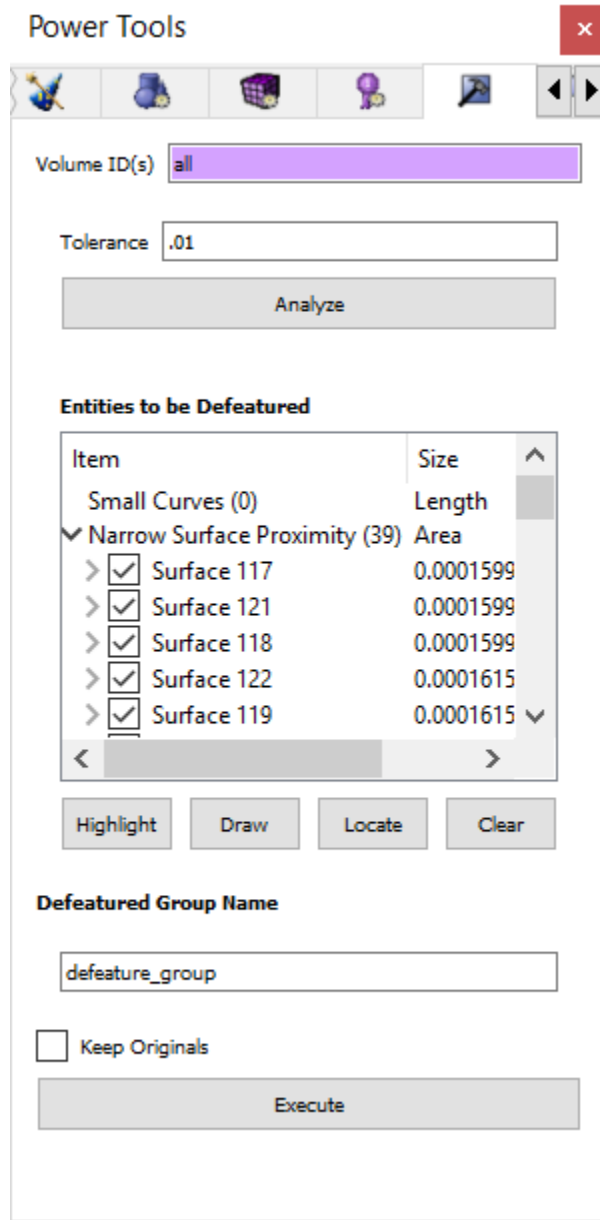 Power Tools
Volume ID(s) all
Tolerance .01
Analyze
Entities to be Defeatured
Item Size
Small Curves (0) Length
Narrow Surface Proximity (39) Area
Surface 117 0.0001599
Surface 121 0.0001599
Surface 118 0.0001599
Surface 122 0.0001615
Surface 119 0.0001615
Highlight Draw Locate Clear
Defeatured Group Name
defeature_group
Keep Originals
Execute